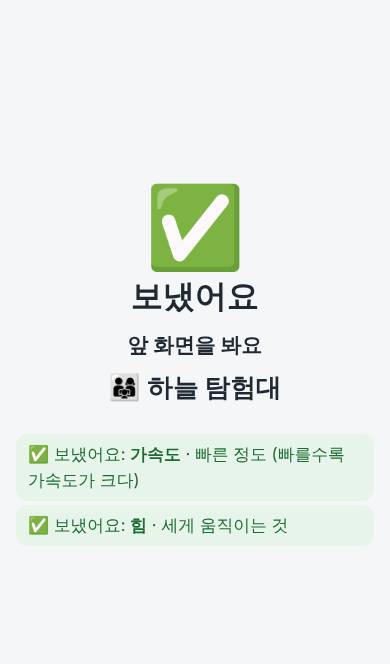 보냈어요
앞 화면을 봐요
👨‍👩‍👧 하늘 탐험대
✅ 보냈어요: 가속도 · 빠른 정도 (빠를수록
가속도가 크다)
✅ 보냈어요: 힘 · 세게 움직이는 것